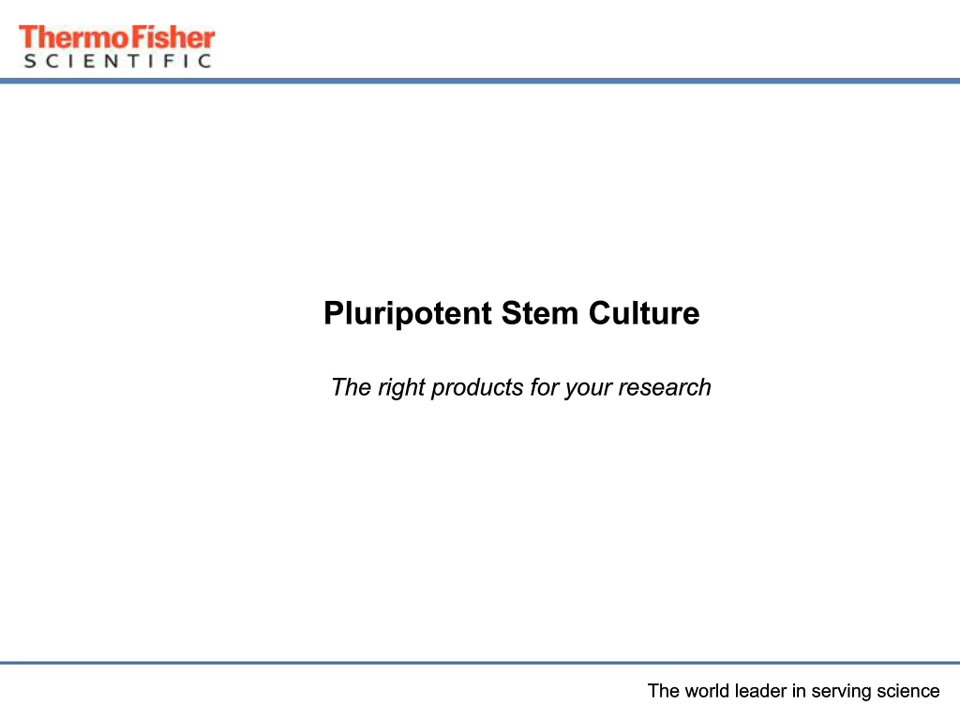 ThermoFisher
SCIENTIFIC
Pluripotent Stem Culture
The right products for your research
The world leader in serving science